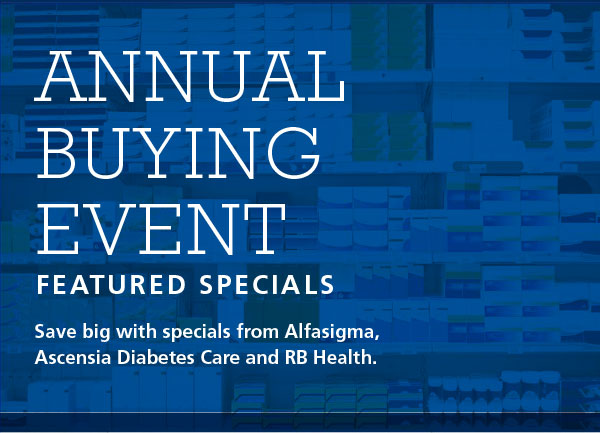 ANNUAL
BUYING
EVENT
FEATURED SPECIALS
Save big with specials from Alfasigma,
Ascensia Diabetes Care and RB Health.